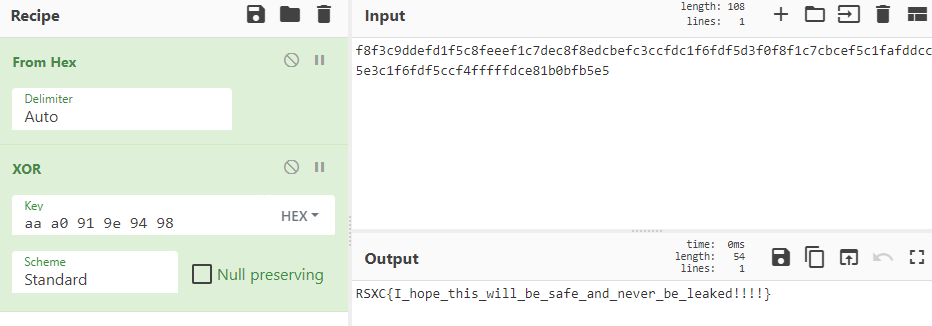 Recipe
From Hex
Delimiter
Auto
XOR
Key
aa a0 91 9e 94 98
HEX
Scheme
Standard
Null preserving
Input
length: 108
lines: 1
f8f3c9ddefd1f5c8feeef1c7dec8f8edcbefc3ccfdc1f6fdf5d3f0f8f1c7cbcef5c1fafddcc
5e3c1f6fdf5ccf4fffffdce81b0bfb5e5
Output
time: 0ms
length: 54
lines: 1
RSXC{I_hope_this_will_be_safe_and_never_be_leaked!!!!}